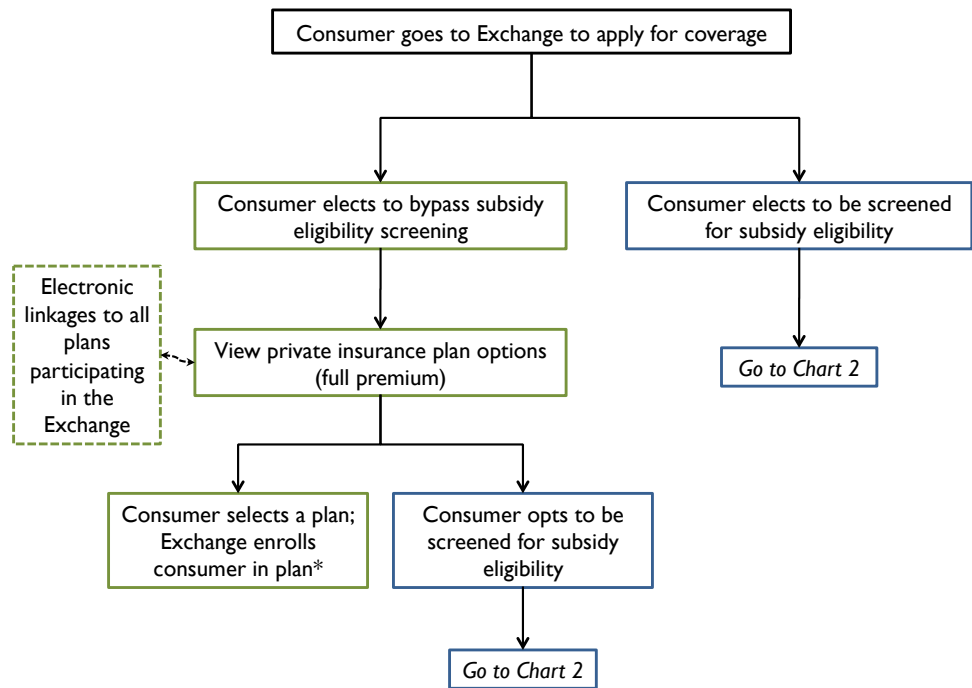 Consumer goes to Exchange to apply for coverage
Consumer elects to bypass subsidy
eligibility screening
Consumer elects to be screened
for subsidy eligibility
Electronic
linkages to all
plans
participating
in the
Exchange
View private insurance plan options
(full premium)
Go to Chart 2
Consumer selects a plan;
Exchange enrolls
consumer in plan*
Consumer opts to be
screened for subsidy
eligibility
Go to Chart 2